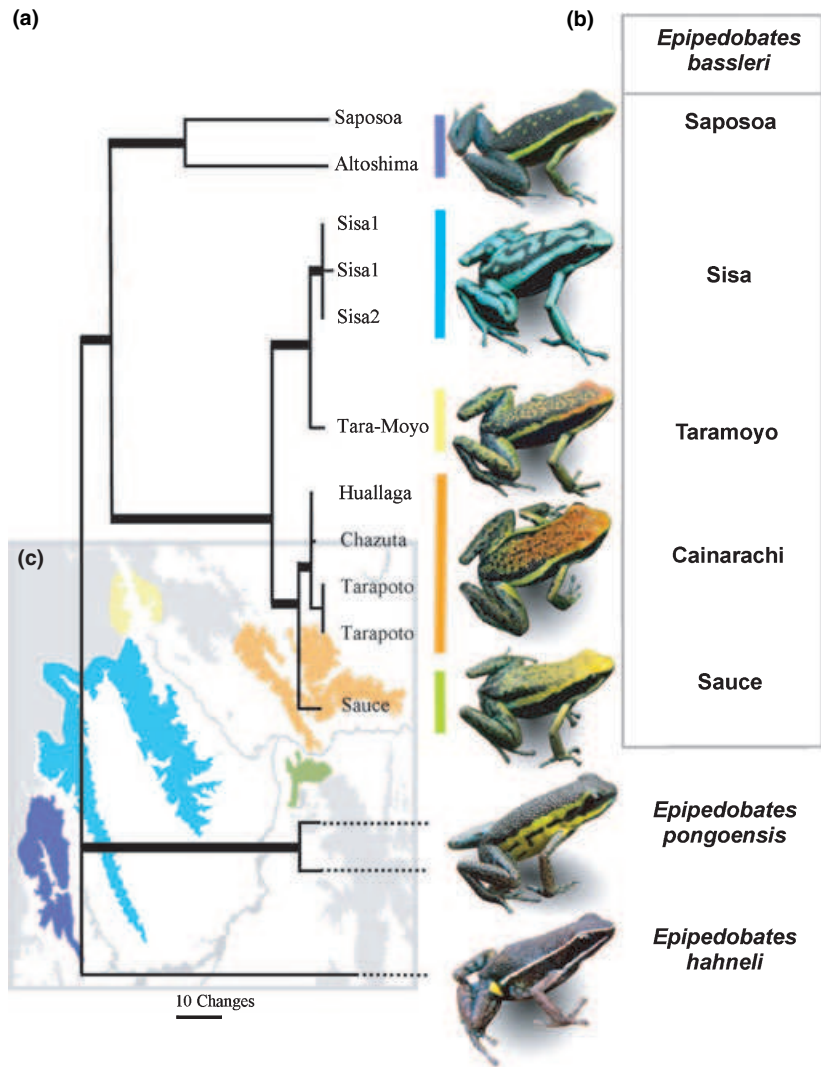 (a)
(b)
Epipedobates
bassleri
Saposoa
Saposoa
Altoshima
Sisa1
Sisa1
Sisa
Sisa2
Tara-Moyo
Taramoyo
Huallaga
Chazuta
Cainarachi
(c)
Tarapoto
Tarapoto
Sauce
Sauce
Epipedobates
pongoensis
Epipedobates
hahneli
10 Changes